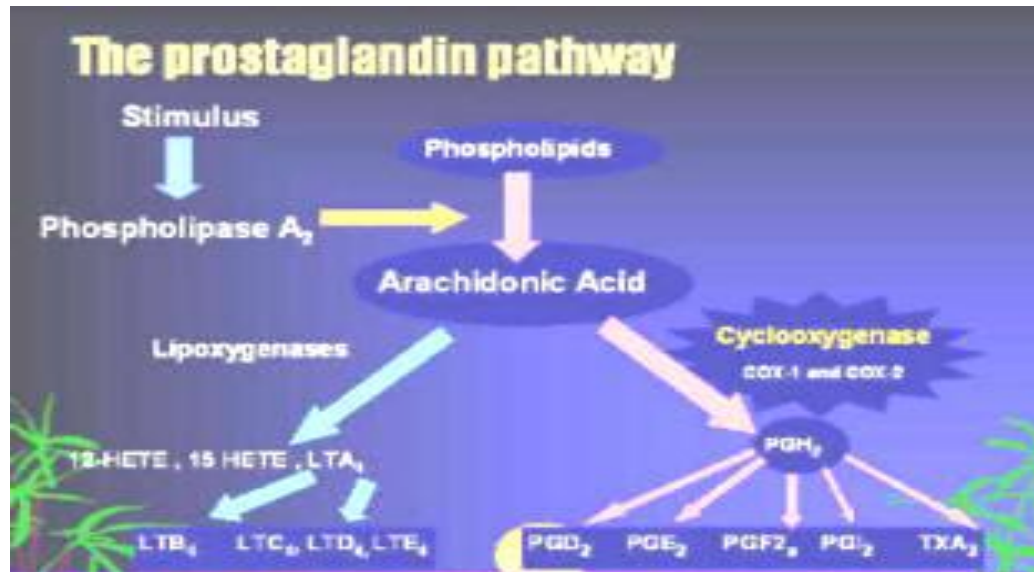 The prostaglandin pathway
Stimulus
Phospholipids
Phospholipase A₂
Arachidonic Acid
Lipoxygenases
Cyclooxygenase
COX-1 and COX-2
12-HETE , 15 HETE , LTA₄
PGH₂
LTB₄ LTC₄, LTD₄, LTE₄
PGD₂ PGE₂ PGF2ₐ PGI₂ TXA₂